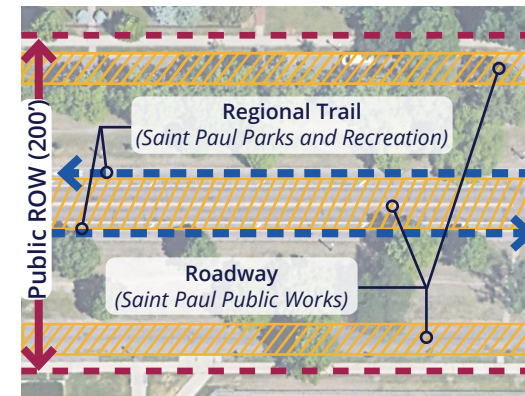 Public ROW (200')
Regional Trail
(Saint Paul Parks and Recreation)
Roadway
(Saint Paul Public Works)